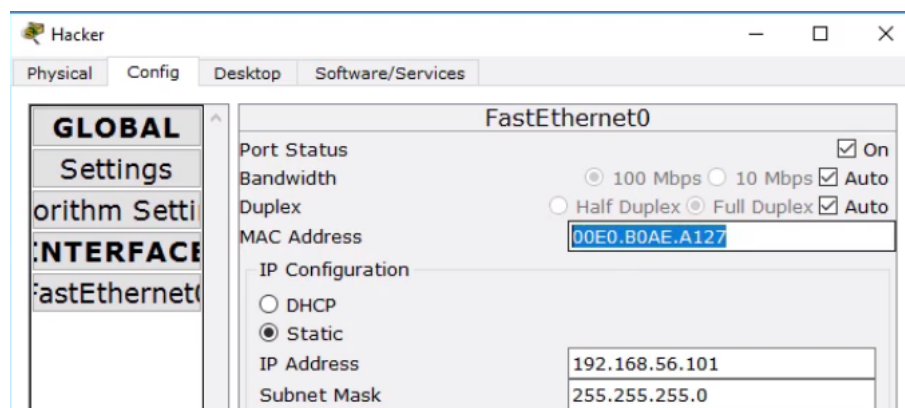 Hacker
Physical Config Desktop Software/Services
GLOBAL
Settings
orithm Setti
INTERFACE
FastEthernet0
FastEthernet0
Port Status On
Bandwidth 100 Mbps 10 Mbps Auto
Duplex Half Duplex Full Duplex Auto
MAC Address 00E0.B0AE.A127
IP Configuration
DHCP
Static
IP Address 192.168.56.101
Subnet Mask 255.255.255.0